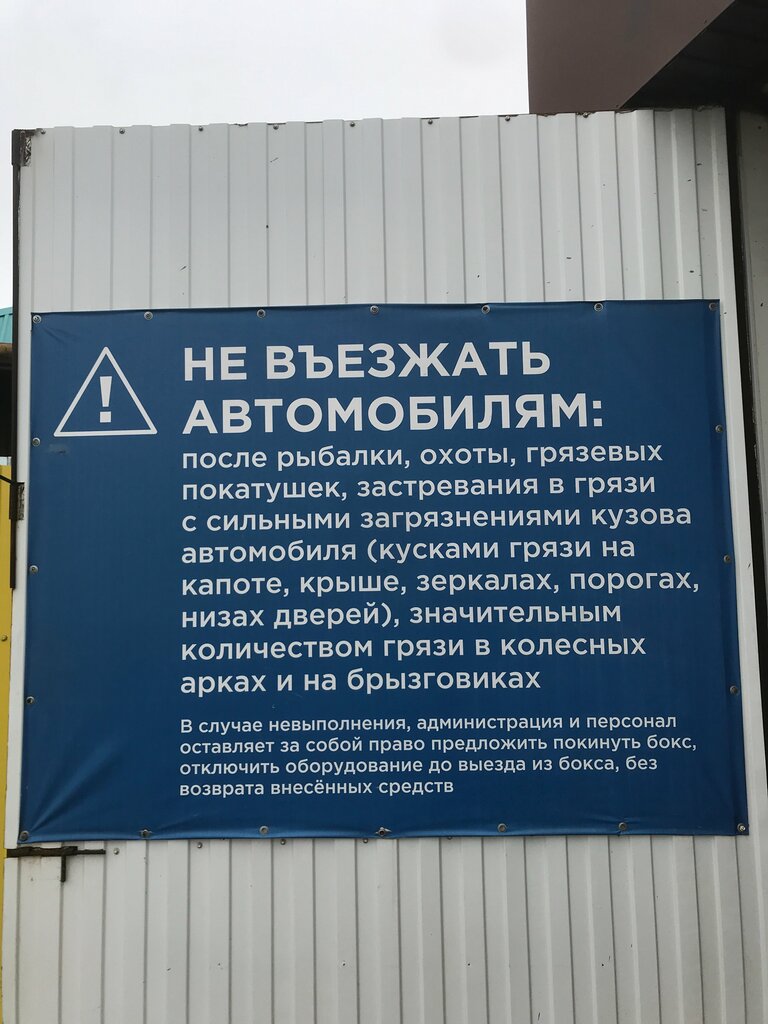 !
НЕ ВЪЕЗЖАТЬ
АВТОМОБИЛЯМ:
после рыбалки, охоты, грязевых
покатушек, застревания в грязи
с сильными загрязнениями кузова
автомобиля (кусками грязи на
капоте, крыше, зеркалах, порогах,
низах дверей), значительным
количеством грязи в колесных
арках и на брызговиках
В случае невыполнения, администрация и персонал
оставляет за собой право предложить покинуть бокс,
отключить оборудование до выезда из бокса, без
возврата внесённых средств